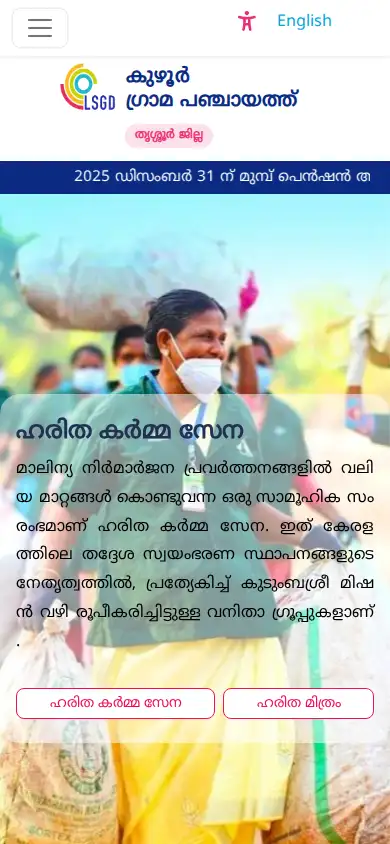 English
കുഴൂർ
LSGD ഗ്രാമ പഞ്ചായത്ത്
തൃശ്ശൂർ ജില്ല
2025 ഡിസംബർ 31 ന് മുമ്പ് പെൻഷൻ
ഹരിത കർമ്മ സേന
മാലിന്യ നിർമാർജന പ്രവർത്തനങ്ങളിൽ വലി
യ മാറ്റങ്ങൾ കൊണ്ടുവന്ന ഒരു സാമൂഹിക സം
രംഭമാണ് ഹരിത കർമ്മ സേന. ഇത് കേരള
ത്തിലെ തദ്ദേശ സ്വയംഭരണ സ്ഥാപനങ്ങളുടെ
നേതൃത്വത്തിൽ, പ്രത്യേകിച്ച് കുടുംബശ്രീ മിഷ
ൻ വഴി രൂപീകരിച്ചിട്ടുള്ള വനിതാ ഗ്രൂപ്പുകളാണ്
.
ഹരിത കർമ്മ സേന
ഹരിത മിത്രം